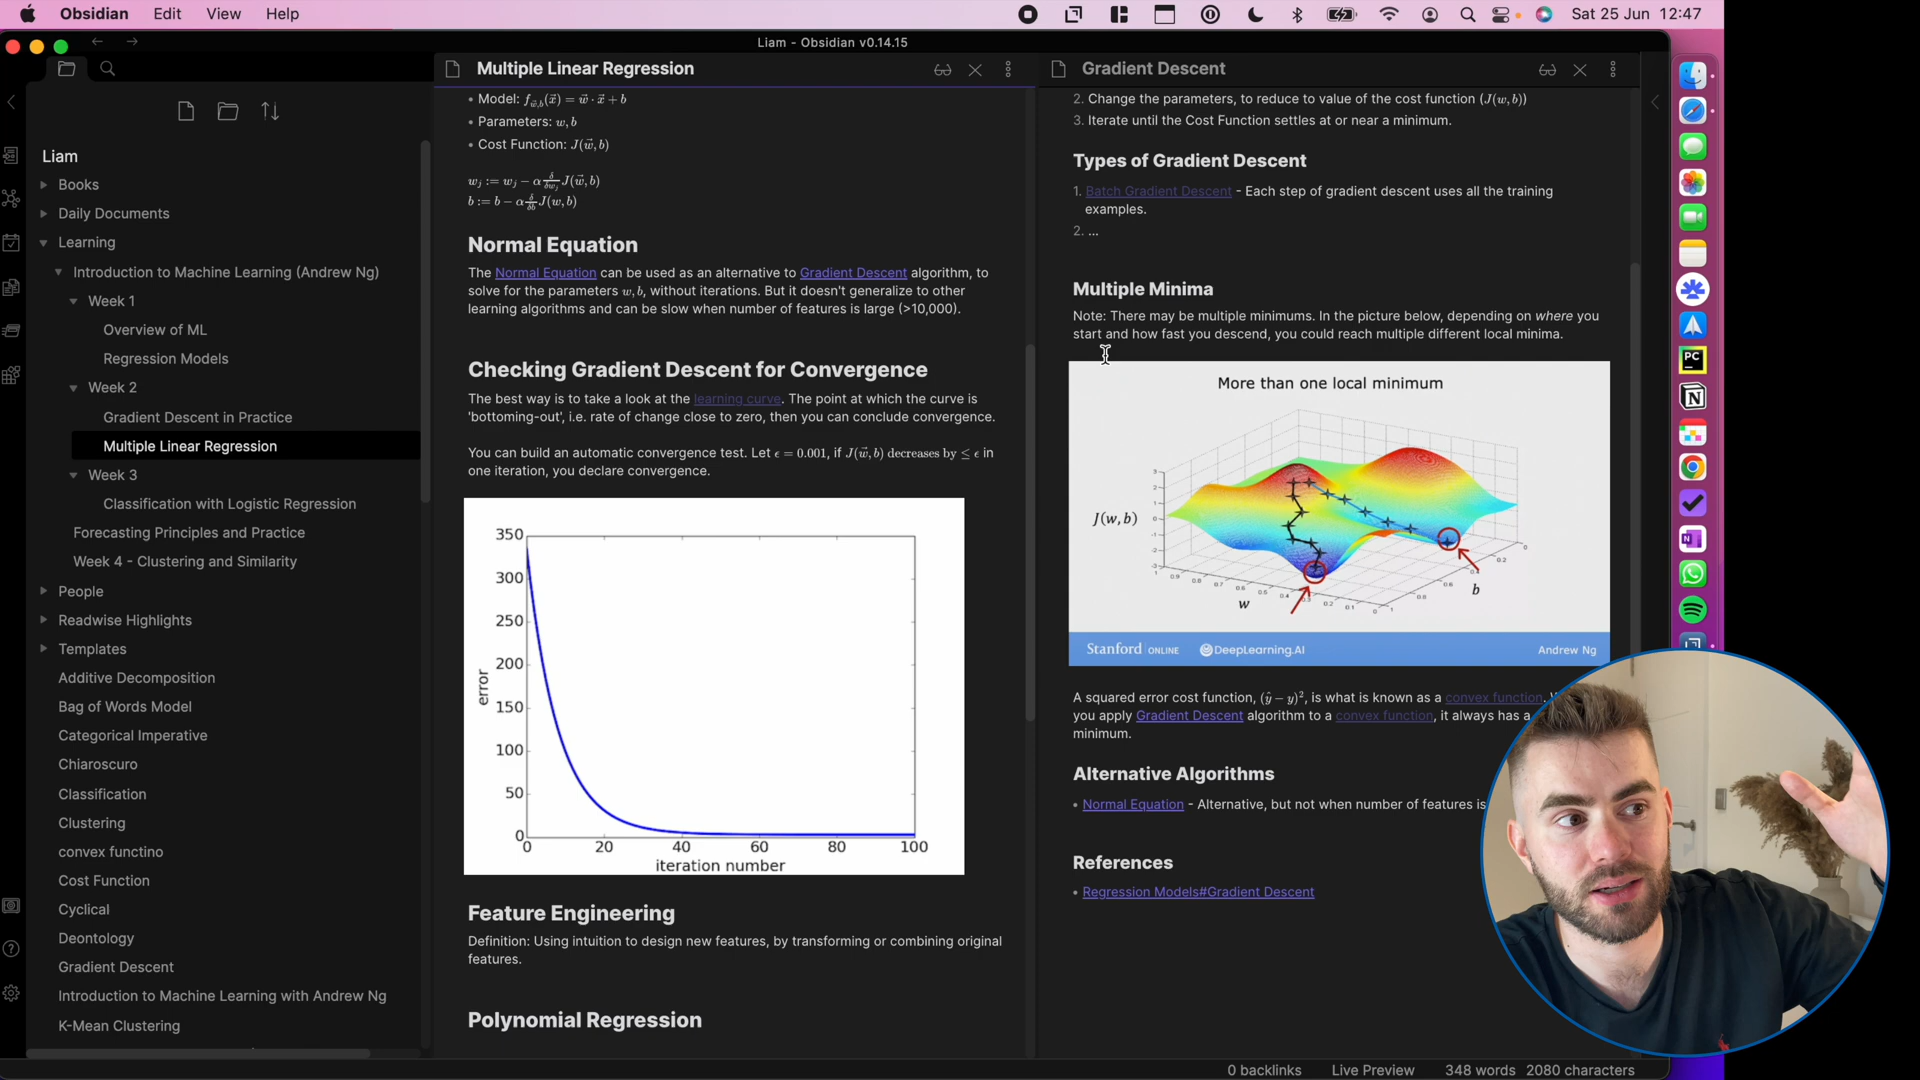 Obsidian Edit View Help
Sat 25 Jun 12:47
Liam - Obsidian v0.14.15
Liam
Books
Daily Documents
Learning
Introduction to Machine Learning (Andrew Ng)
Week 1
Overview of ML
Regression Models
Week 2
Gradient Descent in Practice
Multiple Linear Regression
Week 3
Classification with Logistic Regression
Forecasting Principles and Practice
Week 4 - Clustering and Similarity
People
Readwise Highlights
Templates
Additive Decomposition
Bag of Words Model
Categorical Imperative
Chiaroscuro
Classification
Clustering
convex functino
Cost Function
Cyclical
Deontology
Gradient Descent
Introduction to Machine Learning with Andrew Ng
K-Mean Clustering
Multiple Linear Regression
• Model: f_{w⃗,b}(x⃗) = w⃗ · x⃗ + b
• Parameters: w, b
• Cost Function: J(w⃗, b)
w_j := w_j − α δ/δw_j J(w⃗, b)
b := b − α δ/δb J(w, b)
Normal Equation
The Normal Equation can be used as an alternative to Gradient Descent algorithm, to
solve for the parameters w, b, without iterations. But it doesn't generalize to other
learning algorithms and can be slow when number of features is large (>10,000).
Checking Gradient Descent for Convergence
The best way is to take a look at the learning curve. The point at which the curve is
'bottoming-out', i.e. rate of change close to zero, then you can conclude convergence.
You can build an automatic convergence test. Let ϵ = 0.001, if J(w⃗, b) decreases by ≤ ϵ in
one iteration, you declare convergence.
350
300
250
200
150
100
50
0
error
0 20 40 60 80 100
iteration number
Feature Engineering
Definition: Using intuition to design new features, by transforming or combining original
features.
Polynomial Regression
Gradient Descent
2. Change the parameters, to reduce to value of the cost function (J(w, b))
3. Iterate until the Cost Function settles at or near a minimum.
Types of Gradient Descent
1. Batch Gradient Descent - Each step of gradient descent uses all the training
examples.
2. ...
Multiple Minima
Note: There may be multiple minimums. In the picture below, depending on where you
start and how fast you descend, you could reach multiple different local minima.
More than one local minimum
J(w, b)
w
b
Stanford ONLINE DeepLearning.AI Andrew Ng
A squared error cost function, (ŷ − y)², is what is known as a convex function.
you apply Gradient Descent algorithm to a convex function, it always has a
minimum.
Alternative Algorithms
• Normal Equation - Alternative, but not when number of features is
References
• Regression Models#Gradient Descent
PC
0 backlinks Live Preview 348 words 2080 characters